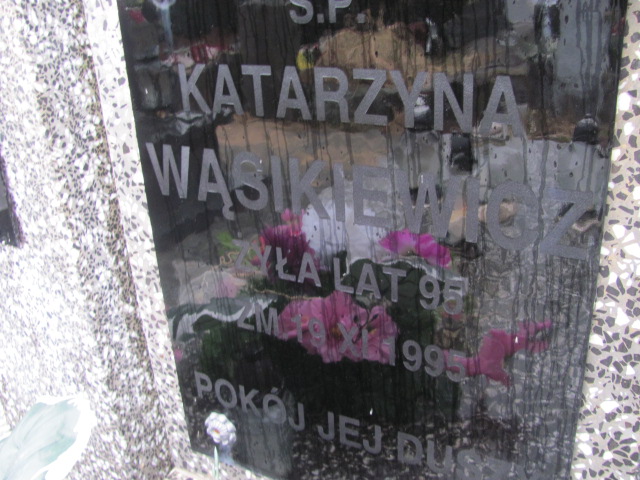 Ś.P.
KATARZYNA
WĄSIKIEWICZ
ŻYŁA LAT 95
ZM 19 XI 1995
POKÓJ JEJ